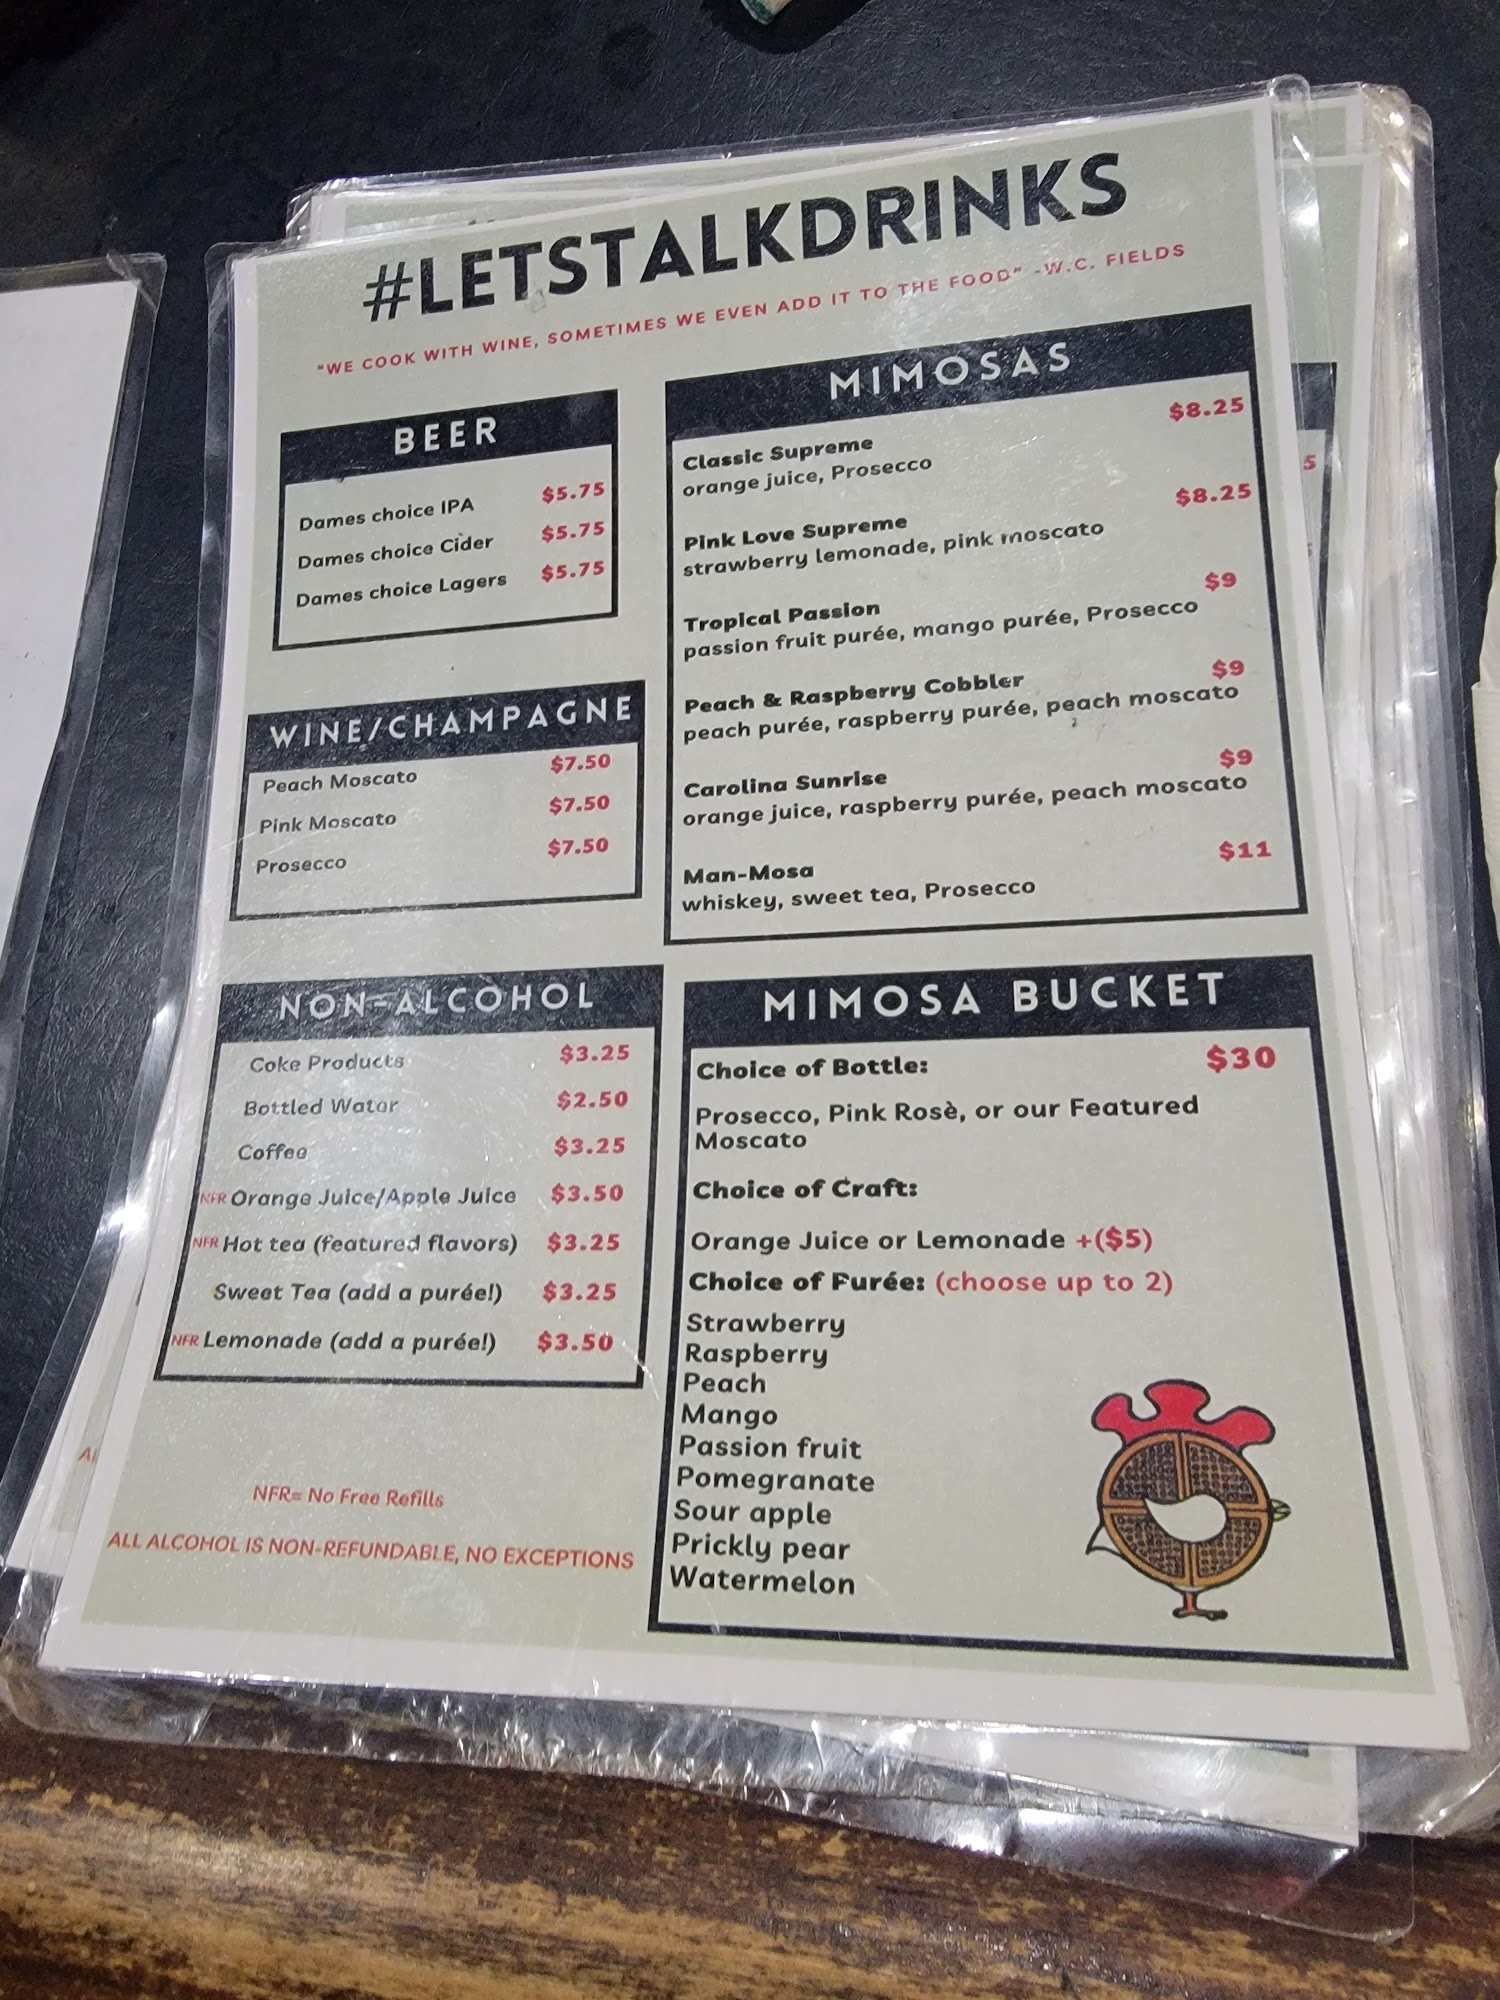 #LETSTALKDRINKS
"WE COOK WITH WINE, SOMETIMES WE EVEN ADD IT TO THE FOOD" -W.C. FIELDS
BEER
Dames choice IPA $5.75
Dames choice Cider $5.75
Dames choice Lagers $5.75
WINE/CHAMPAGNE
Peach Moscato $7.50
Pink Moscato $7.50
Prosecco $7.50
NON-ALCOHOL
Coke Products $3.25
Bottled Water $2.50
Coffee $3.25
NFR Orange Juice/Apple Juice $3.50
NFR Hot tea (featured flavors) $3.25
Sweet Tea (add a purée!) $3.25
NFR Lemonade (add a purée!) $3.50
NFR= No Free Refills
ALL ALCOHOL IS NON-REFUNDABLE, NO EXCEPTIONS
MIMOSAS
Classic Supreme $8.25
orange juice, Prosecco
Pink Love Supreme $8.25
strawberry lemonade, pink moscato
Tropical Passion $9
passion fruit purée, mango purée, Prosecco
Peach & Raspberry Cobbler $9
peach purée, raspberry purée, peach moscato
Carolina Sunrise $9
orange juice, raspberry purée, peach moscato
Man-Mosa $11
whiskey, sweet tea, Prosecco
MIMOSA BUCKET
Choice of Bottle: $30
Prosecco, Pink Rosè, or our Featured
Moscato
Choice of Craft:
Orange Juice or Lemonade +($5)
Choice of Purée: (choose up to 2)
Strawberry
Raspberry
Peach
Mango
Passion fruit
Pomegranate
Sour apple
Prickly pear
Watermelon